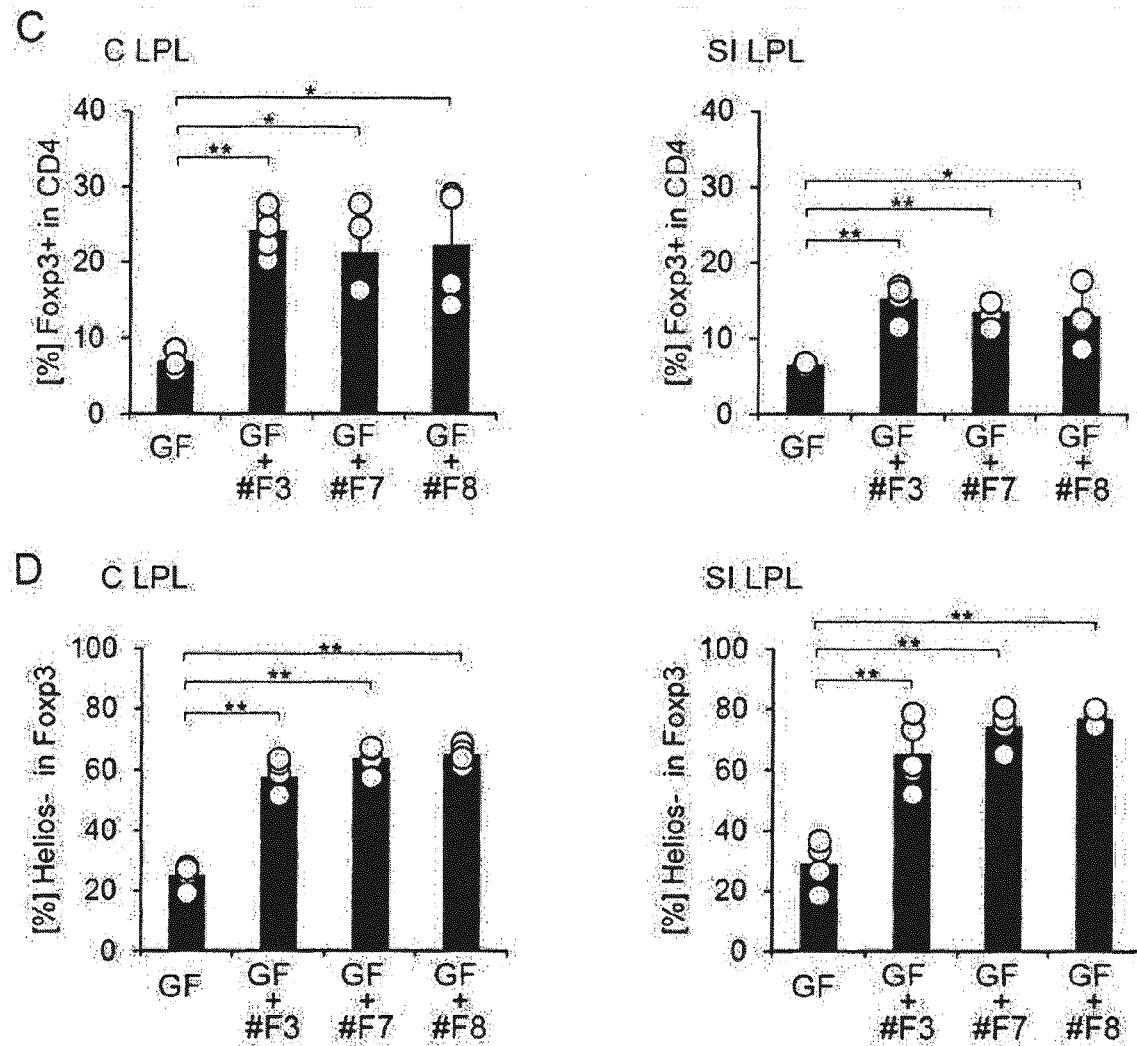 C
C LPL
[%] Foxp3+ in CD4
40
30
20
10
0
*
*
**
GF
GF + #F3
GF + #F7
GF + #F8
SI LPL
[%] Foxp3+ in CD4
40
30
20
10
0
*
**
**
GF
GF + #F3
GF + #F7
GF + #F8
D
C LPL
[%] Helios- in Foxp3
100
80
60
40
20
0
**
**
**
GF
GF + #F3
GF + #F7
GF + #F8
SI LPL
[%] Helios- in Foxp3
100
80
60
40
20
0
**
**
**
GF
GF + #F3
GF + #F7
GF + #F8